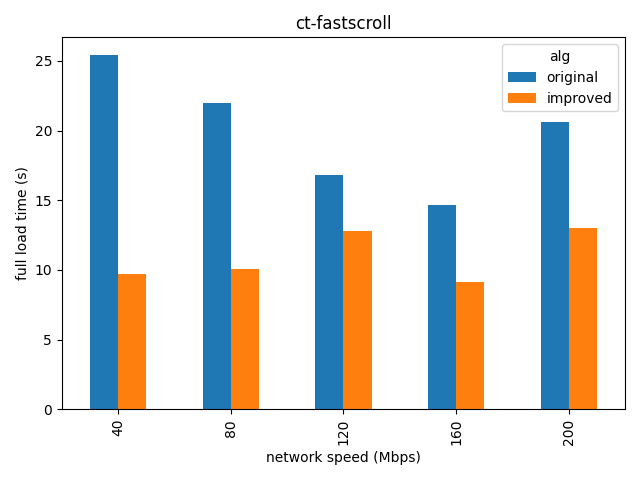 ct-fastscroll
alg
original
improved
full load time (s)
25
20
15
10
5
0
40
80
120
160
200
network speed (Mbps)